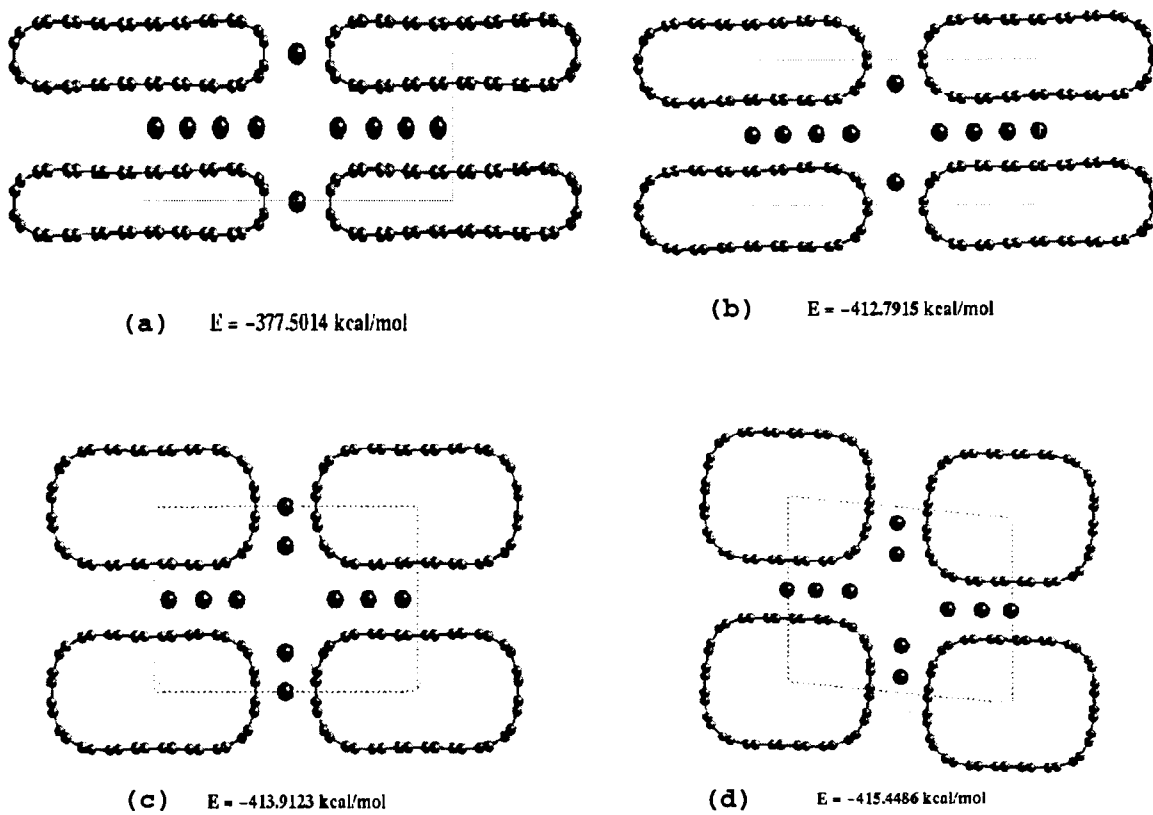 (a) E = -377.5014 kcal/mol
(b) E = -412.7915 kcal/mol
(c) E = -413.9123 kcal/mol
(d) E = -415.4486 kcal/mol